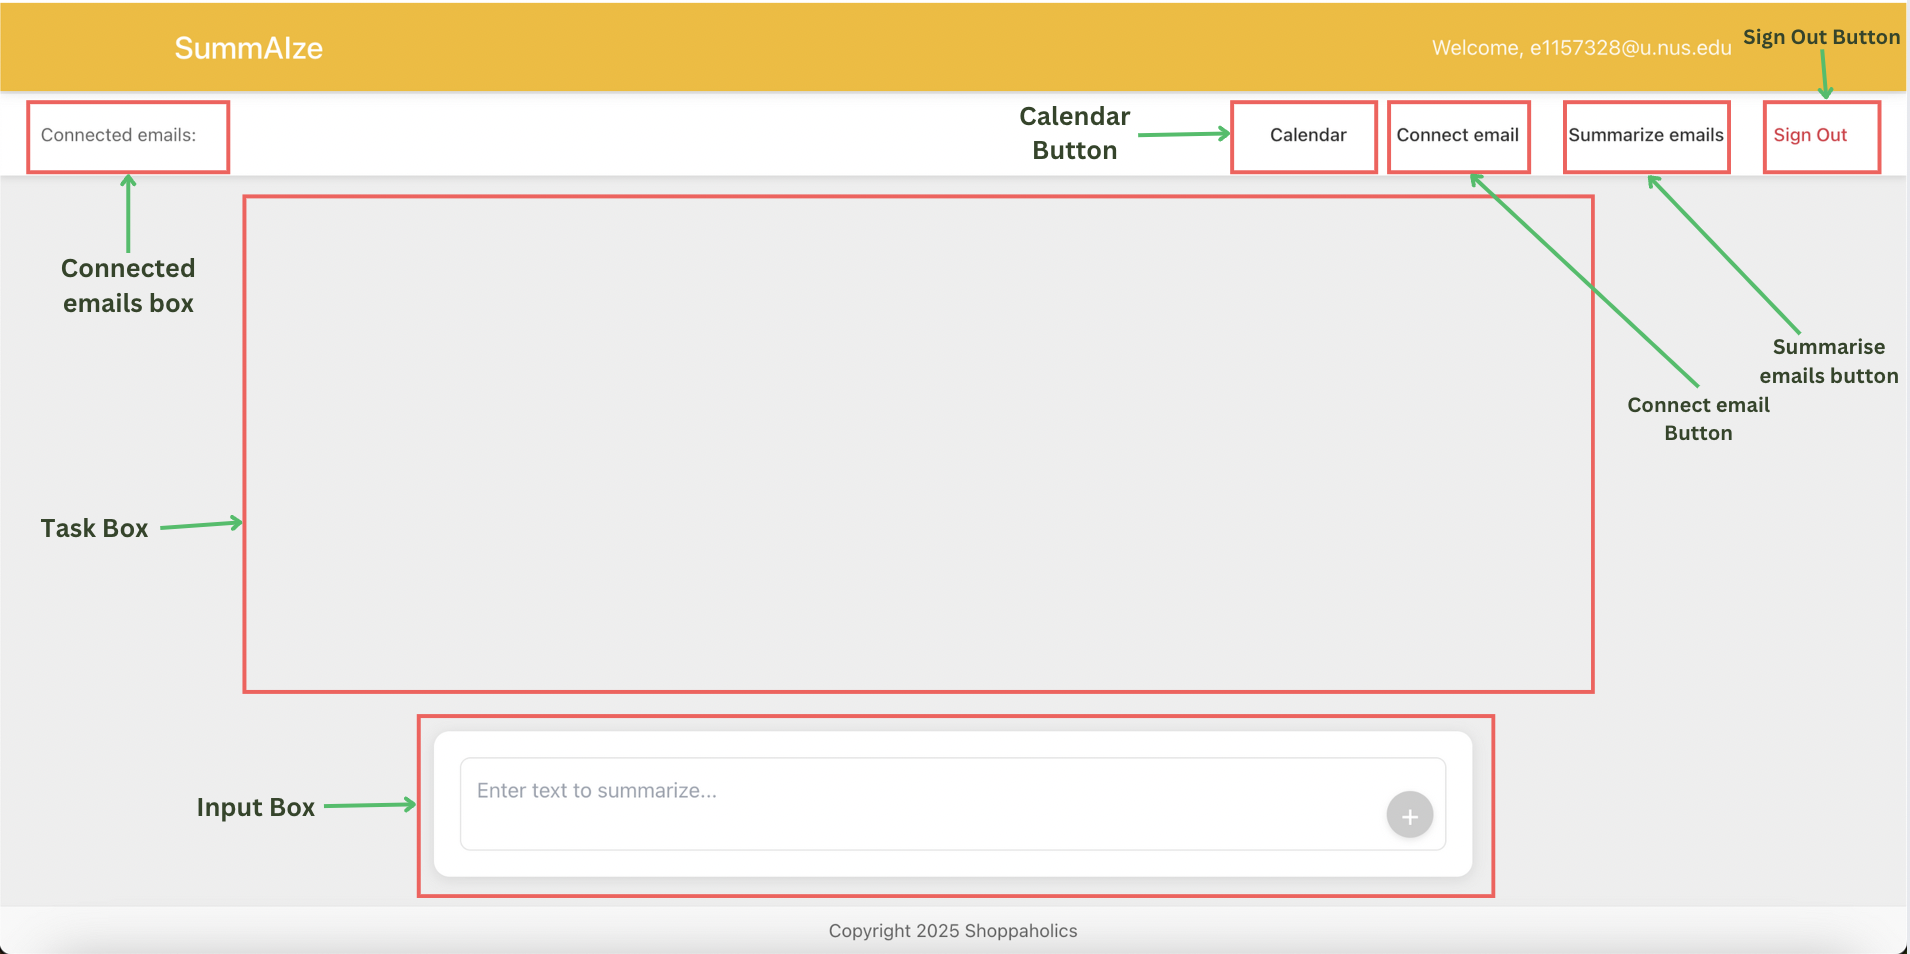 SummAIze
Welcome, e1157328@u.nus.edu
Sign Out Button
Connected emails:
Calendar
Button
Calendar
Connect email
Summarize emails
Sign Out
Connected
emails box
Summarise
emails button
Connect email
Button
Task Box
Input Box
Enter text to summarize...
+
Copyright 2025 Shoppaholics